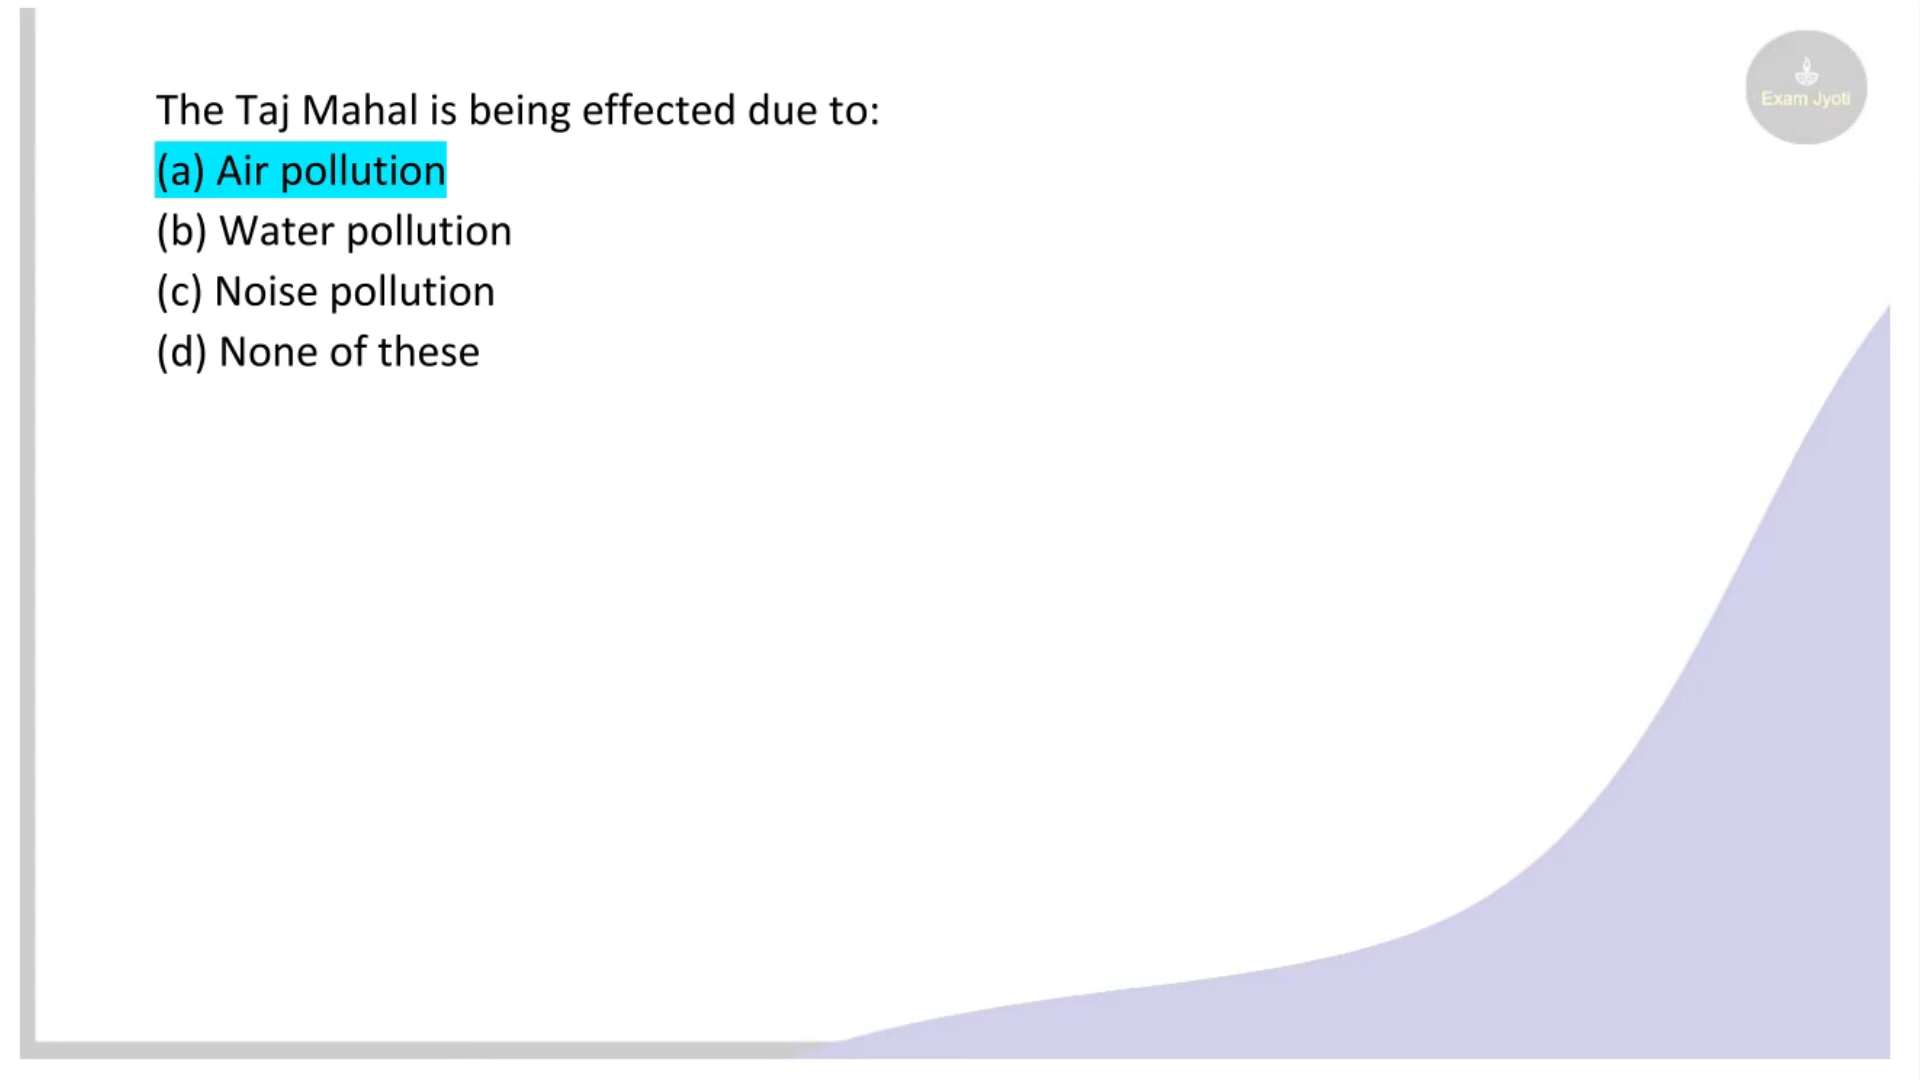 Exam Jyoti
The Taj Mahal is being effected due to:
(a) Air pollution
(b) Water pollution
(c) Noise pollution
(d) None of these